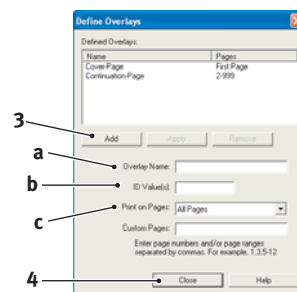 Define Overlays
Defined Overlays:
Name Pages
Cover-Page First Page
Continuation-Page 2-999
3
Add Apply Remove
a Overlay Name:
b ID Value(s):
c Print on Pages: All Pages
Custom Pages:
Enter page numbers and/or page ranges
separated by commas. For example, 1,3,5-12
4 Close Help